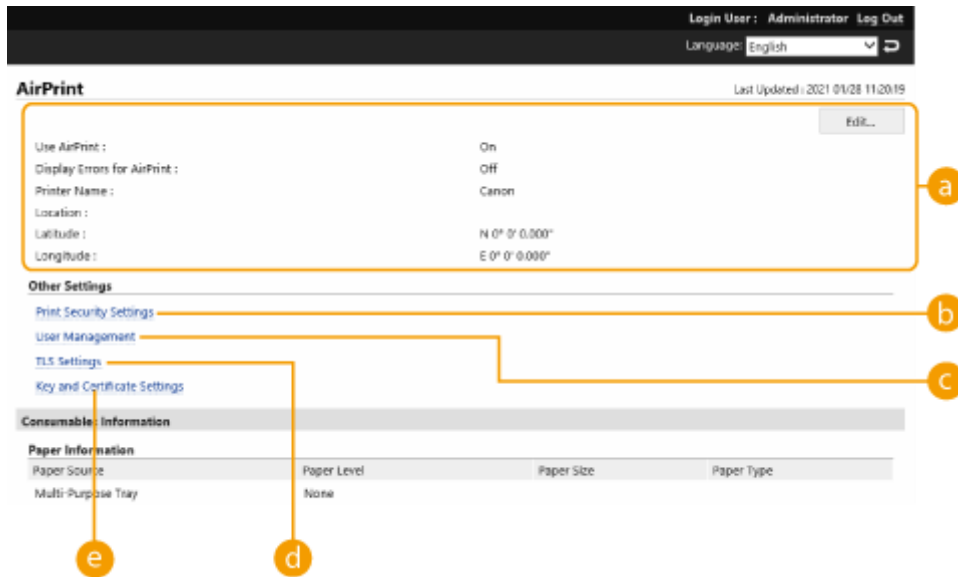 Login User : Administrator Log Out
Language: English
AirPrint
Last Updated : 2021 01/28 11:20:19
Edit...
Use AirPrint : On
Display Errors for AirPrint : Off
Printer Name : Canon
Location :
Latitude : N 0° 0' 0.000"
Longitude : E 0° 0' 0.000"
a
Other Settings
Print Security Settings
b
User Management
TLS Settings
c
Key and Certificate Settings
Consumables Information
Paper Information
Paper Source Paper Level Paper Size Paper Type
Multi-Purpose Tray None
e d